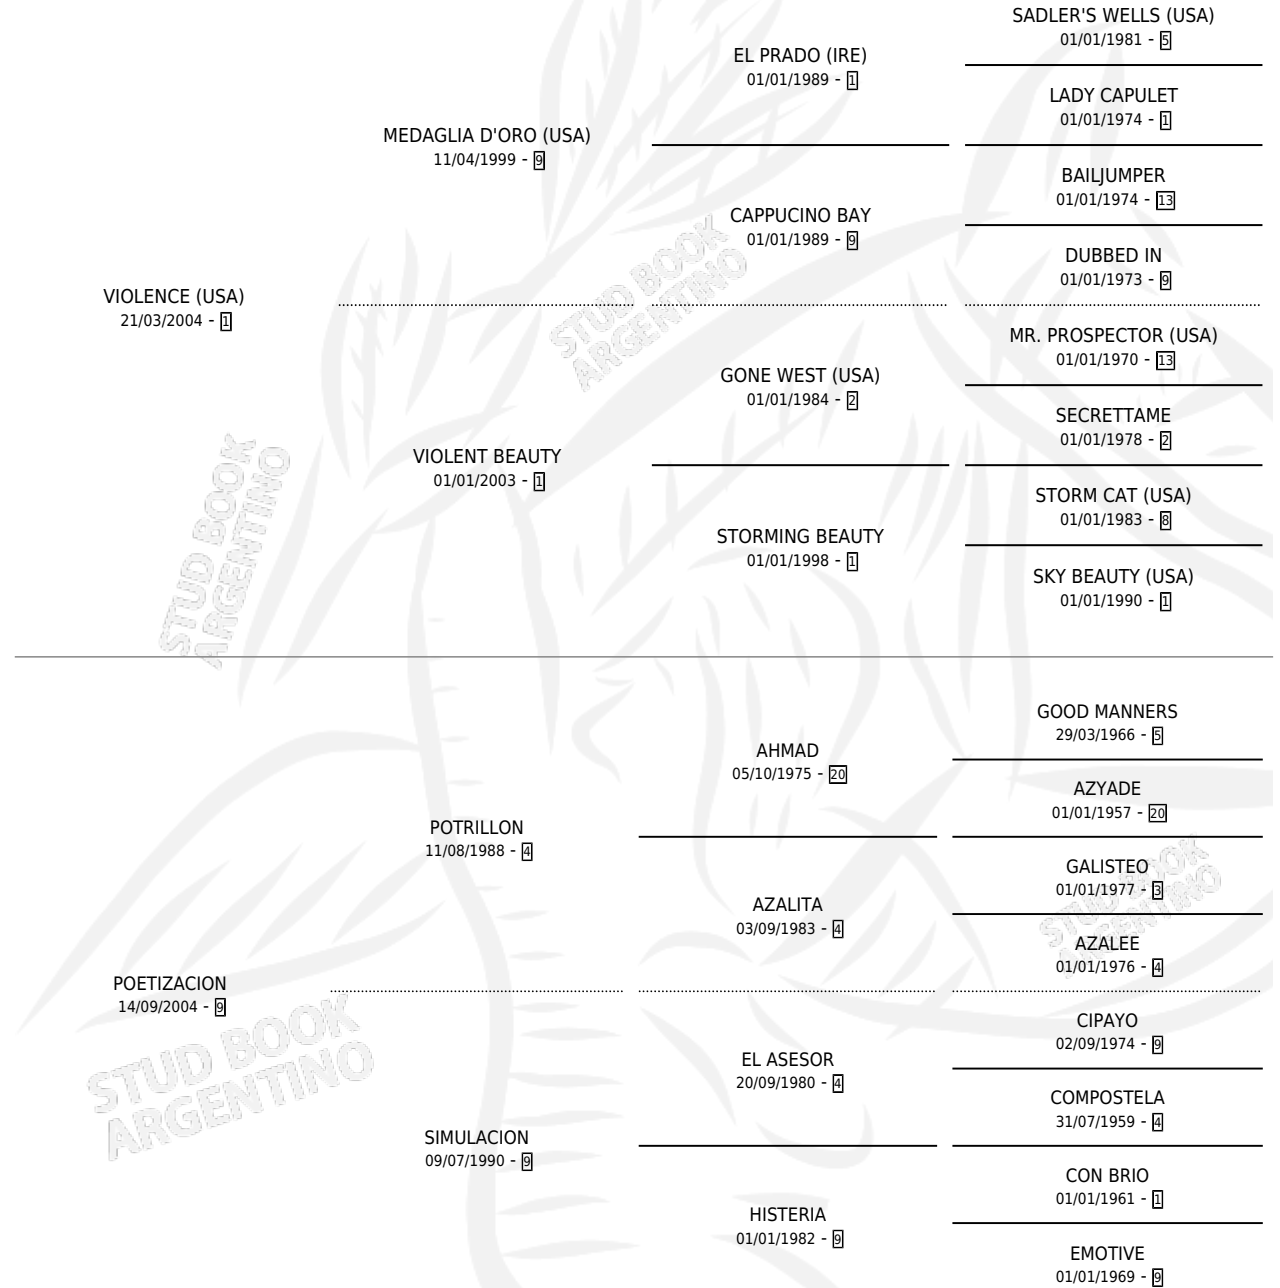 SADLER'S WELLS (USA)
01/01/1981 - 5
EL PRADO (IRE)
01/01/1989 - 1
LADY CAPULET
01/01/1974 - 1
MEDAGLIA D'ORO (USA)
11/04/1999 - 9
BAILJUMPER
01/01/1974 - 13
CAPPUCINO BAY
01/01/1989 - 9
DUBBED IN
01/01/1973 - 9
VIOLENCE (USA)
21/03/2004 - 1
STUD BOOK
ARGENTINO
MR. PROSPECTOR (USA)
01/01/1970 - 13
GONE WEST (USA)
01/01/1984 - 2
SECRETTAME
01/01/1978 - 2
VIOLENT BEAUTY
01/01/2003 - 1
STORM CAT (USA)
01/01/1983 - 8
STORMING BEAUTY
01/01/1998 - 1
SKY BEAUTY (USA)
01/01/1990 - 1
STUD BOOK
ARGENTINO
GOOD MANNERS
29/03/1966 - 5
AHMAD
05/10/1975 - 20
AZYADE
01/01/1957 - 20
POTRILLON
11/08/1988 - 4
GALISTEO
01/01/1977 - 3
AZALITA
03/09/1983 - 4
AZALEE
01/01/1976 - 4
STUD BOOK
ARGENTINO
POETIZACION
14/09/2004 - 9
CIPAYO
02/09/1974 - 9
EL ASESOR
20/09/1980 - 4
COMPOSTELA
31/07/1959 - 4
STUD BOOK
ARGENTINO
SIMULACION
09/07/1990 - 9
CON BRIO
01/01/1961 - 1
HISTERIA
01/01/1982 - 9
EMOTIVE
01/01/1969 - 9